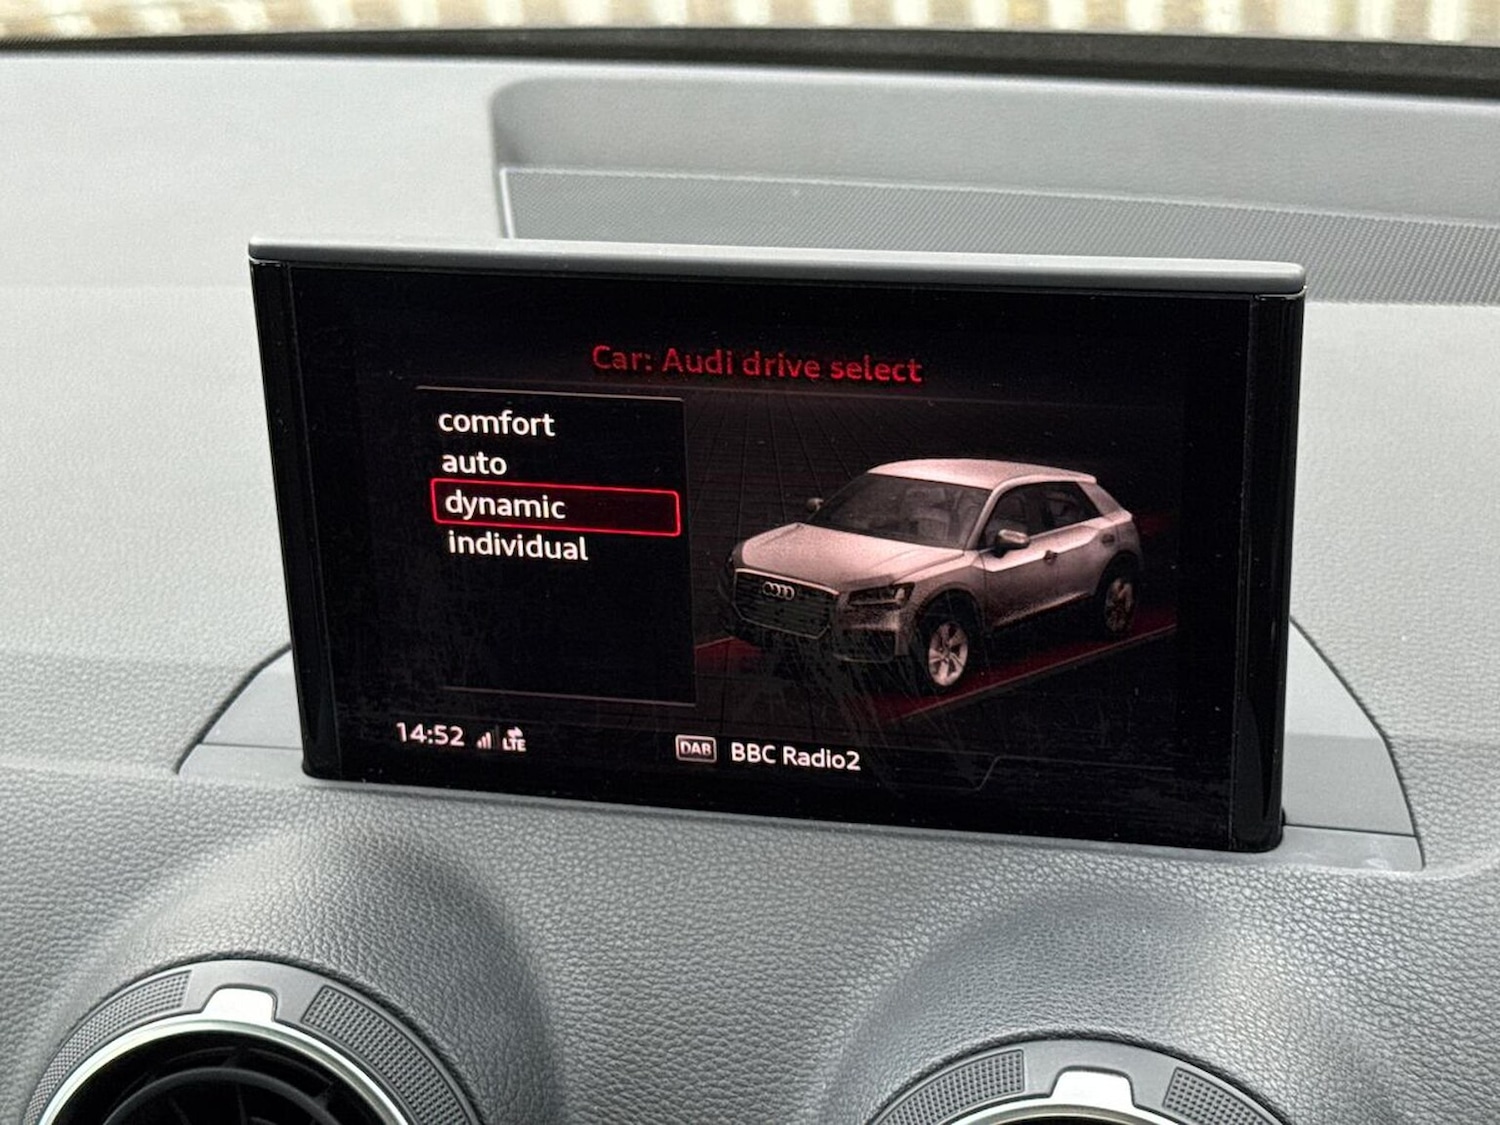 Car: Audi drive select
comfort
auto
dynamic
individual
14:52 LTE
DAB BBC Radio2